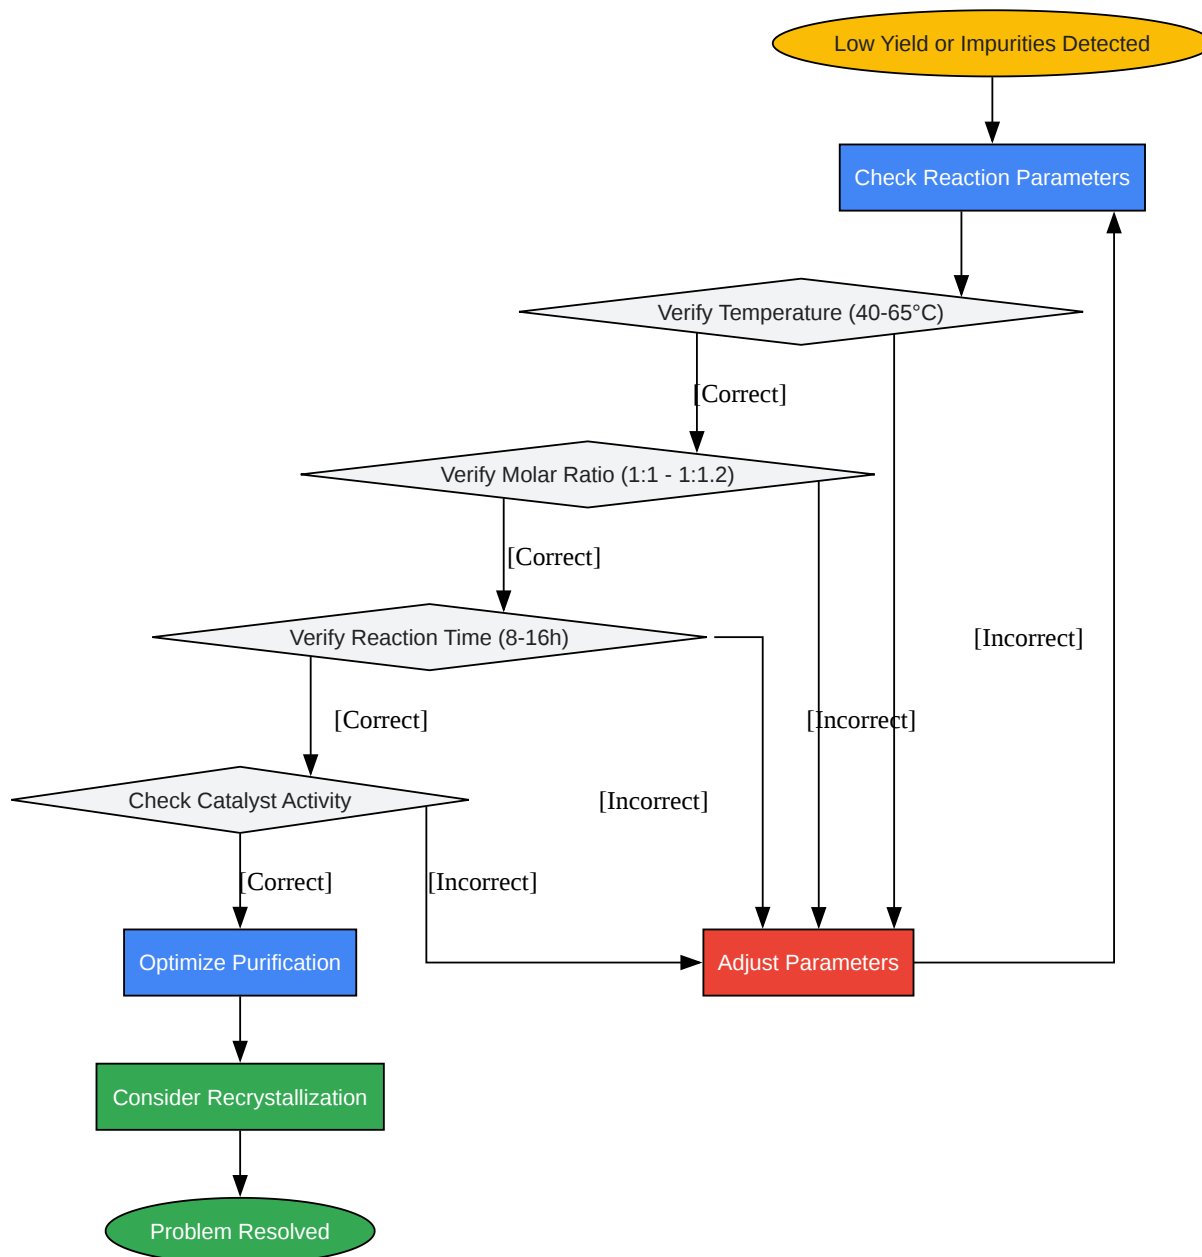 Low Yield or Impurities Detected
Check Reaction Parameters
Verify Temperature (40-65°C)
[Correct]
Verify Molar Ratio (1:1 - 1:1.2)
[Correct]
Verify Reaction Time (8-16h)
[Incorrect]
[Correct]
[Incorrect]
Check Catalyst Activity
[Incorrect]
[Correct]
[Incorrect]
Optimize Purification
Adjust Parameters
Consider Recrystallization
Problem Resolved